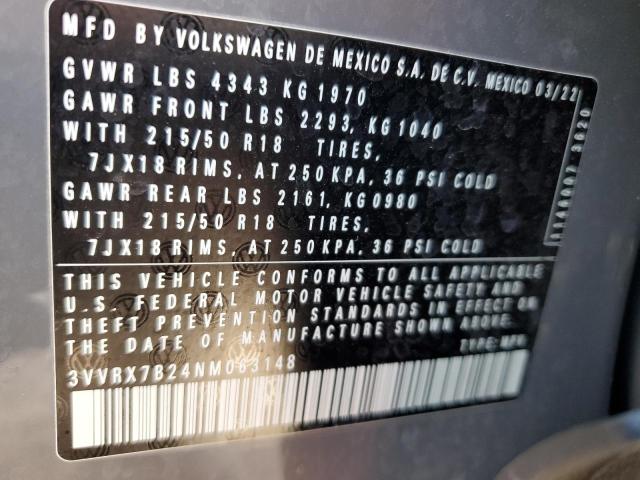 MFD BY VOLKSWAGEN DE MEXICO S.A. DE C.V. MEXICO 03/22
GVWR LBS 4343 KG 1970
GAWR FRONT LBS 2293, KG 1040
WITH 215/50 R18 TIRES,
7JX18 RIMS, AT 250 KPA, 36 PSI COLD
GAWR REAR LBS 2161, KG 0980
WITH 215/50 R18 TIRES,
7JX18 RIMS, AT 250 KPA, 36 PSI COLD
THIS VEHICLE CONFORMS TO ALL APPLICABLE
U.S. FEDERAL MOTOR VEHICLE SAFETY AND
THEFT PREVENTION STANDARDS IN EFFECT ON
THE DATE OF MANUFACTURE SHOWN ABOVE.
TYPE: MPV
3VVRX7B24NM063148